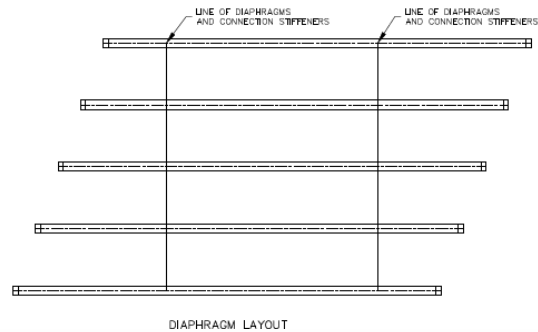 LINE OF DIAPHRAGMS
AND CONNECTION STIFFENERS
LINE OF DIAPHRAGMS
AND CONNECTION STIFFENERS
DIAPHRAGM LAYOUT